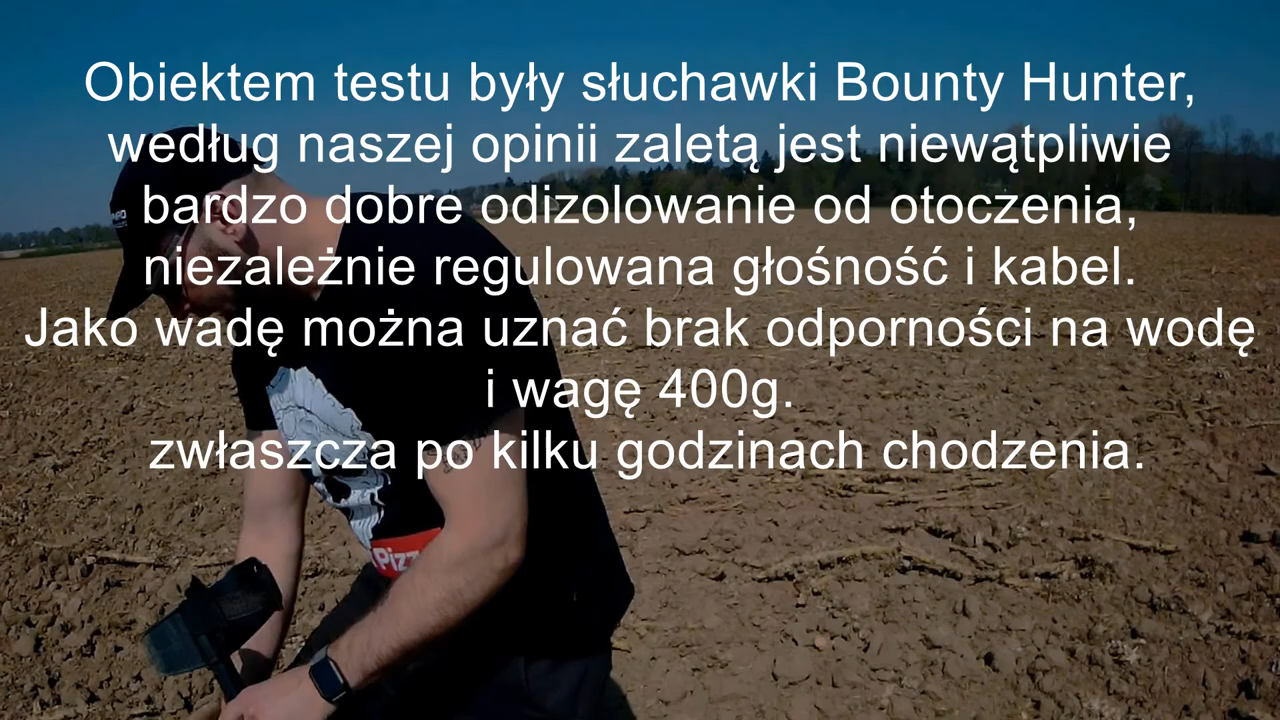 Obiektem testu były słuchawki Bounty Hunter,
według naszej opinii zaletą jest niewątpliwie
bardzo dobre odizolowanie od otoczenia,
niezależnie regulowana głośność i kabel.
Jako wadę można uznać brak odporności na wodę
i wagę 400g.
zwłaszcza po kilku godzinach chodzenia.